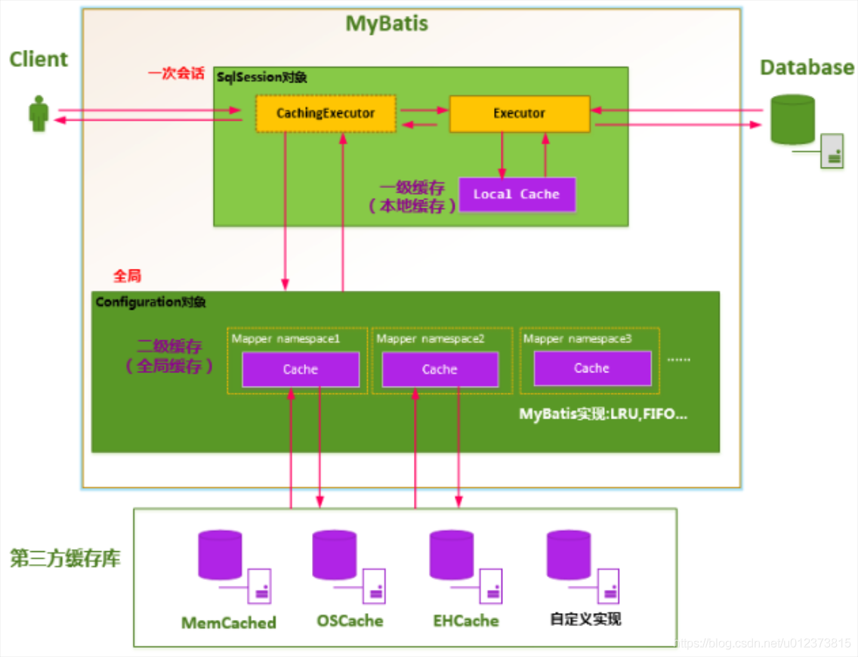 MyBatis
Client
一次会话
SqlSession对象
Database
CachingExecutor
Executor
一级缓存
(本地缓存)
Local Cache
全局
Configuration对象
二级缓存
(全局缓存)
Mapper namespace1
Mapper namespace2
Mapper namespace3
Cache
Cache
Cache
......
MyBatis实现:LRU,FIFO...
第三方缓存库
MemCached
OSCache
EHCache
自定义实现
https://blog.csdn.net/u012373815